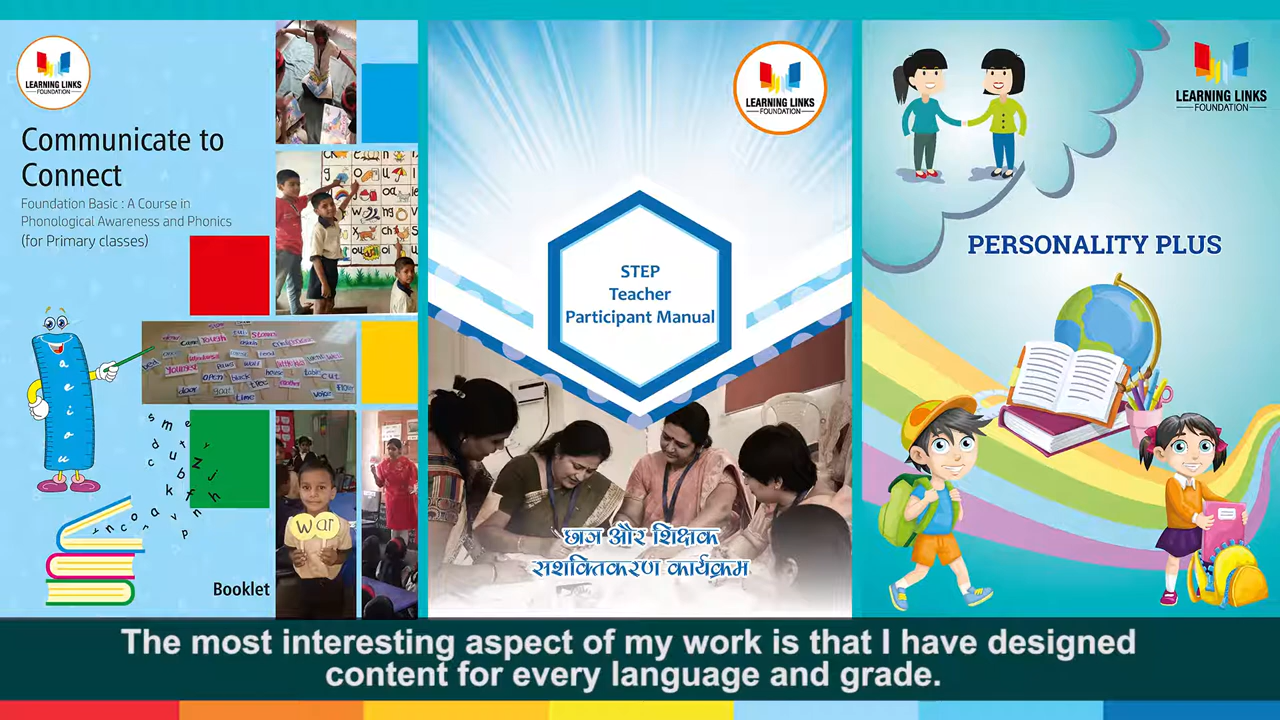 LEARNING LINKS
FOUNDATION
Communicate to
Connect
Foundation Basic : A Course in
Phonological Awareness and Phonics
(for Primary classes)
a e i o u
war
Booklet
LEARNING LINKS
FOUNDATION
STEP
Teacher
Participant Manual
छात्र और शिक्षक
सशक्तिकरण कार्यक्रम
LEARNING LINKS
FOUNDATION
PERSONALITY PLUS
The most interesting aspect of my work is that I have designed
content for every language and grade.